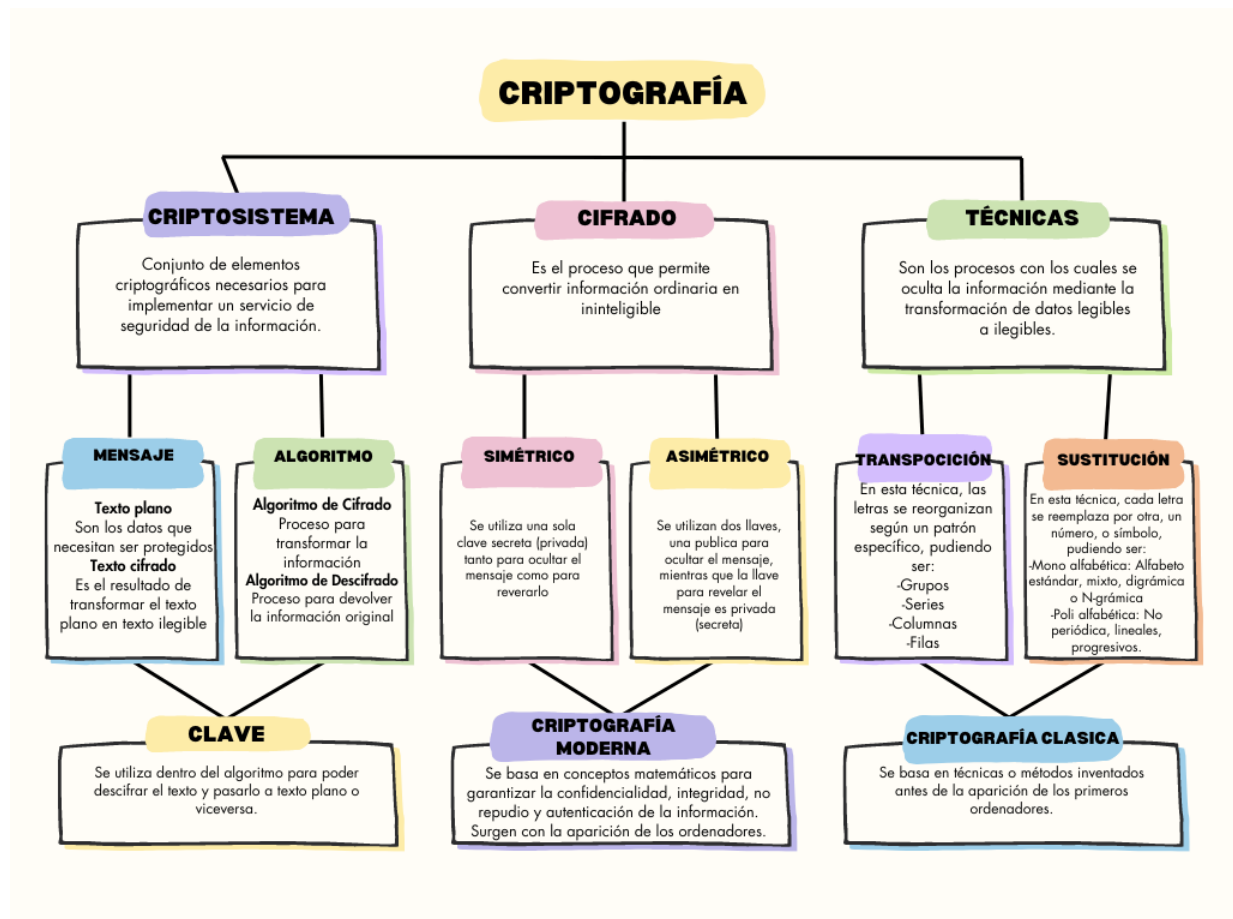 CRIPTOGRAFÍA
CRIPTOSISTEMA
Conjunto de elementos
criptográficos necesarios para
implementar un servicio de
seguridad de la información.
CIFRADO
Es el proceso que permite
convertir información ordinaria en
ininteligible
TÉCNICAS
Son los procesos con los cuales se
oculta la información mediante la
transformación de datos legibles
a ilegibles.
MENSAJE
Texto plano
Son los datos que
necesitan ser protegidos
Texto cifrado
Es el resultado de
transformar el texto
plano en texto ilegible
ALGORITMO
Algoritmo de Cifrado
Proceso para
transformar la
información
Algoritmo de Descifrado
Proceso para devolver
la información original
SIMÉTRICO
Se utiliza una sola
clave secreta (privada)
tanto para ocultar el
mensaje como para
reverarlo
ASIMÉTRICO
Se utilizan dos llaves,
una publica para
ocultar el mensaje,
mientras que la llave
para revelar el
mensaje es privada
(secreta)
TRANSPOCICIÓN
En esta técnica, las
letras se reorganizan
según un patrón
específico, pudiendo
ser:
-Grupos
-Series
-Columnas
-Filas
SUSTITUCIÓN
En esta técnica, cada letra
se reemplaza por otra, un
número, o símbolo,
pudiendo ser:
-Mono alfabética: Alfabeto
estándar, mixto, digrámica
o N-grámica
-Poli alfabética: No
periódica, lineales,
progresivos.
CLAVE
Se utiliza dentro del algoritmo para poder
descifrar el texto y pasarlo a texto plano o
viceversa.
CRIPTOGRAFÍA
MODERNA
Se basa en conceptos matemáticos para
garantizar la confidencialidad, integridad, no
repudio y autenticación de la información.
Surgen con la aparición de los ordenadores.
CRIPTOGRAFÍA CLASICA
Se basa en técnicas o métodos inventados
antes de la aparición de los primeros
ordenadores.